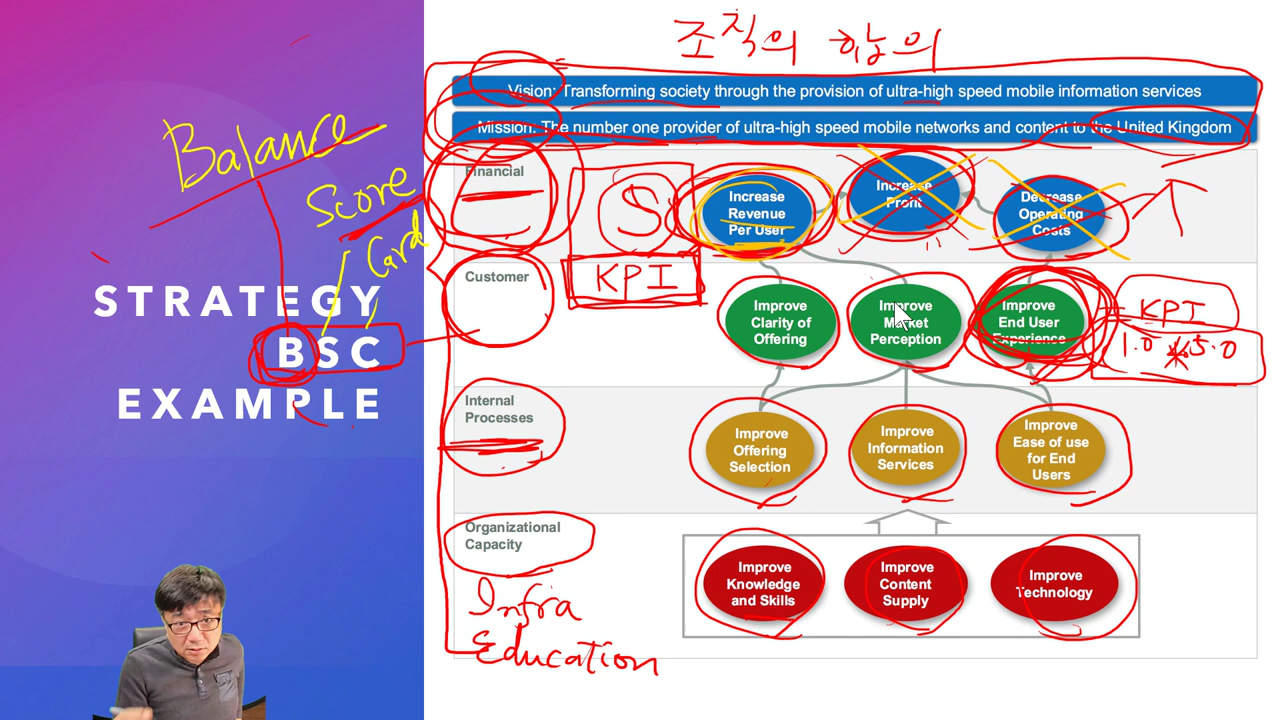 조직의 합의
Vision: Transforming society through the provision of ultra-high speed mobile information services
Mission: The number one provider of ultra-high speed mobile networks and content to the United Kingdom
Balance
Score
Card
STRATEGY
BSC
EXAMPLE
Financial
S
KPI
Increase
Revenue
Per User
Increase
Profit
Decrease
Operating
Costs
Customer
Improve
Clarity of
Offering
Improve
Market
Perception
Improve
End User
Experience
KPI
1.0 5.0
Internal
Processes
Improve
Offering
Selection
Improve
Information
Services
Improve
Ease of use
for End
Users
Organizational
Capacity
Infra
Education
Improve
Knowledge
and Skills
Improve
Content
Supply
Improve
Technology